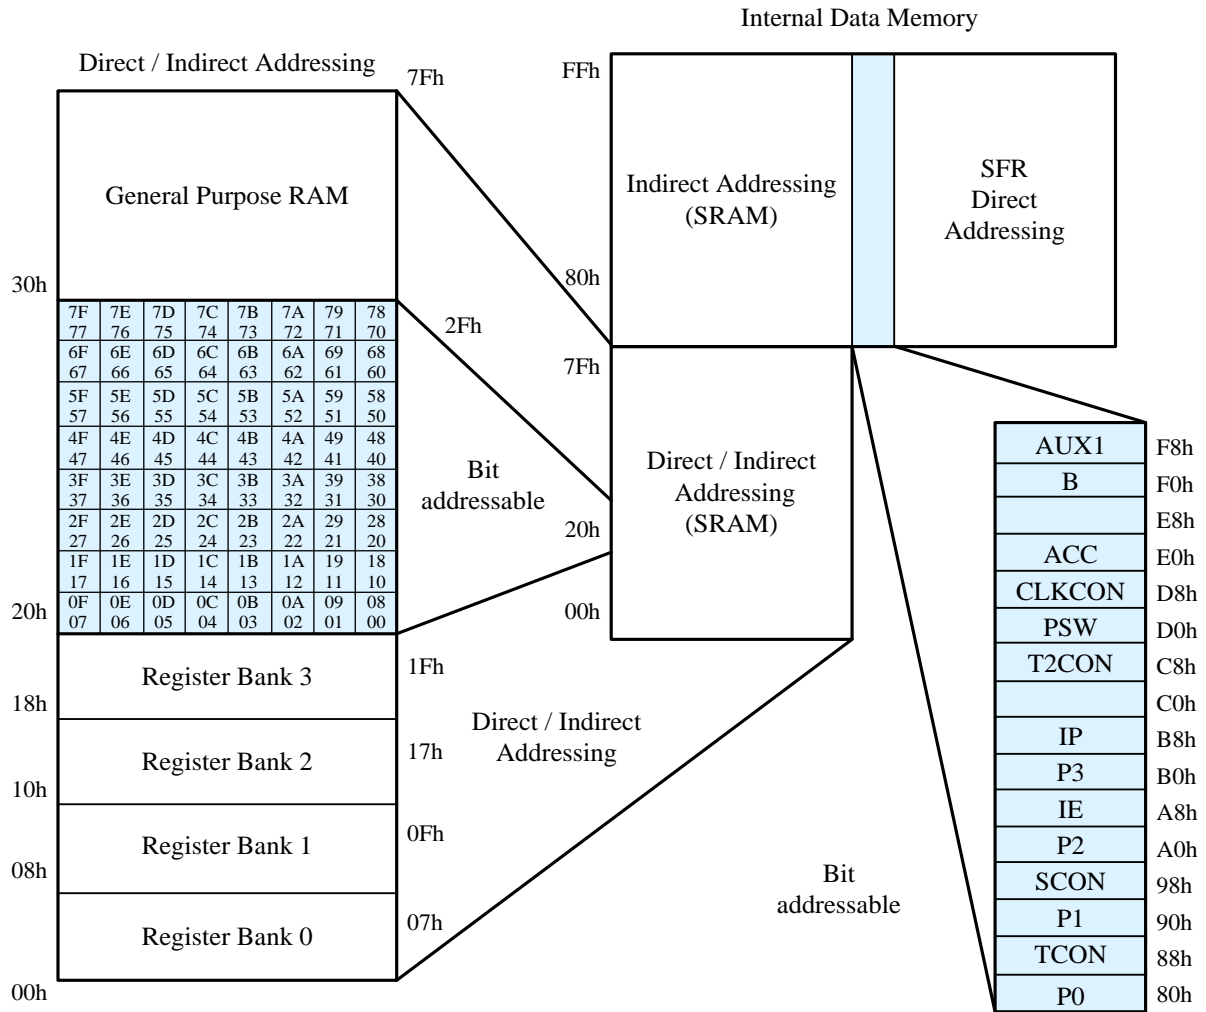 Internal Data Memory
Direct / Indirect Addressing
7Fh
General Purpose RAM
30h
7F 7E 7D 7C 7B 7A 79 78
77 76 75 74 73 72 71 70
6F 6E 6D 6C 6B 6A 69 68
67 66 65 64 63 62 61 60
5F 5E 5D 5C 5B 5A 59 58
57 56 55 54 53 52 51 50
4F 4E 4D 4C 4B 4A 49 48
47 46 45 44 43 42 41 40
3F 3E 3D 3C 3B 3A 39 38
37 36 35 34 33 32 31 30
2F 2E 2D 2C 2B 2A 29 28
27 26 25 24 23 22 21 20
1F 1E 1D 1C 1B 1A 19 18
17 16 15 14 13 12 11 10
0F 0E 0D 0C 0B 0A 09 08
07 06 05 04 03 02 01 00
2Fh
Bit
addressable
20h
Register Bank 3
1Fh
18h
Register Bank 2
17h
10h
Register Bank 1
0Fh
08h
Register Bank 0
07h
00h
Direct / Indirect
Addressing
FFh
Indirect Addressing
(SRAM)
80h
SFR
Direct
Addressing
7Fh
Direct / Indirect
Addressing
(SRAM)
20h
00h
Bit
addressable
AUX1 F8h
B F0h
E8h
ACC E0h
CLKCON D8h
PSW D0h
T2CON C8h
C0h
IP B8h
P3 B0h
IE A8h
P2 A0h
SCON 98h
P1 90h
TCON 88h
P0 80h